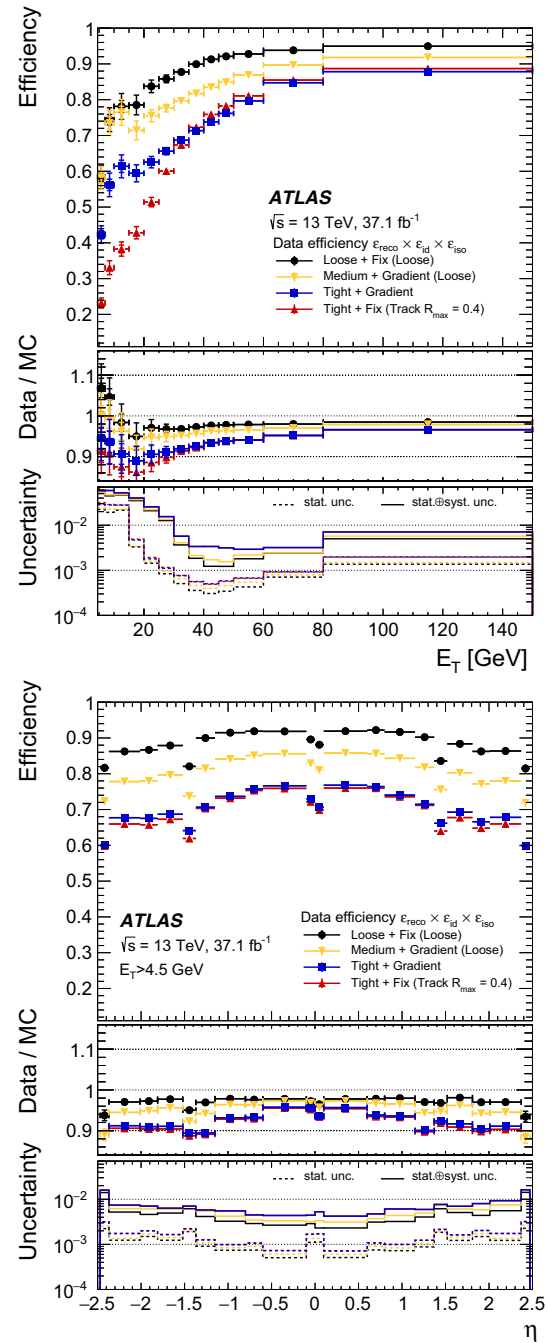 Efficiency
1
0.9
0.8
0.7
0.6
0.5
0.4
0.3
0.2
ATLAS
√s = 13 TeV, 37.1 fb⁻¹
Data efficiency ε_reco × ε_id × ε_iso
Loose + Fix (Loose)
Medium + Gradient (Loose)
Tight + Gradient
Tight + Fix (Track R_max = 0.4)
Data / MC
1.1
1
0.9
Uncertainty
stat. unc.
stat.⊕syst. unc.
10⁻²
10⁻³
10⁻⁴
20 40 60 80 100 120 140
E_T [GeV]
Efficiency
1
0.9
0.8
0.7
0.6
0.5
0.4
0.3
0.2
ATLAS
√s = 13 TeV, 37.1 fb⁻¹
E_T>4.5 GeV
Data efficiency ε_reco × ε_id × ε_iso
Loose + Fix (Loose)
Medium + Gradient (Loose)
Tight + Gradient
Tight + Fix (Track R_max = 0.4)
Data / MC
1.1
1
0.9
Uncertainty
stat. unc.
stat.⊕syst. unc.
10⁻²
10⁻³
10⁻⁴
−2.5 −2 −1.5 −1 −0.5 0 0.5 1 1.5 2 2.5
η